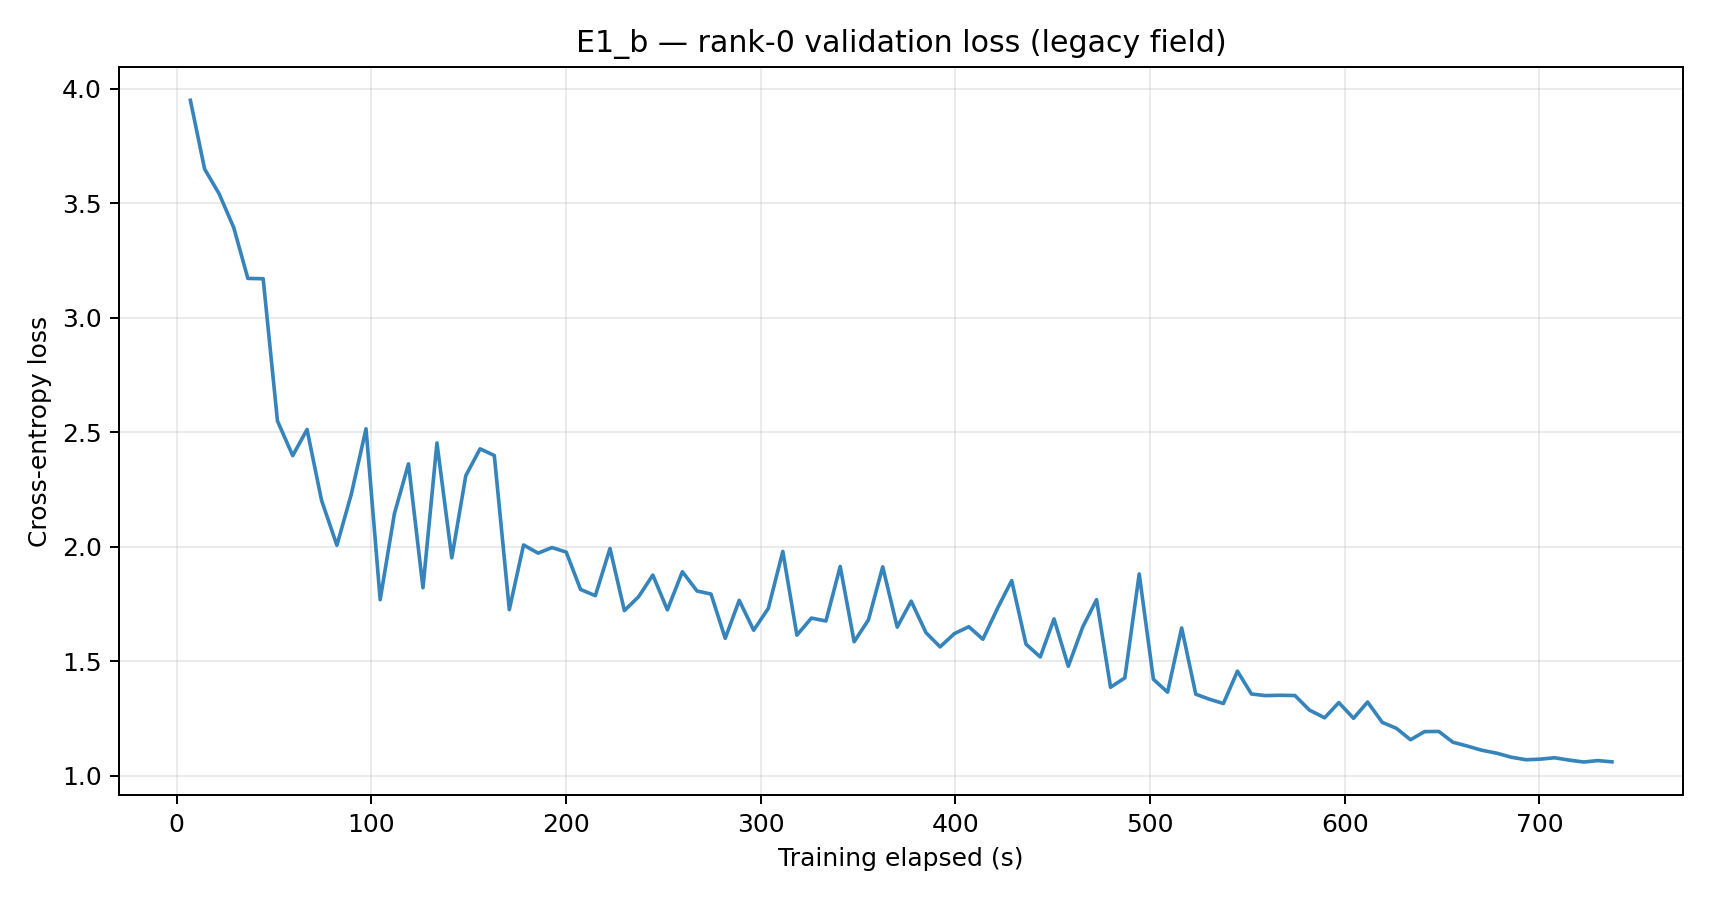 E1_b — rank-0 validation loss (legacy field)
Cross-entropy loss
4.0
3.5
3.0
2.5
2.0
1.5
1.0
0 100 200 300 400 500 600 700
Training elapsed (s)